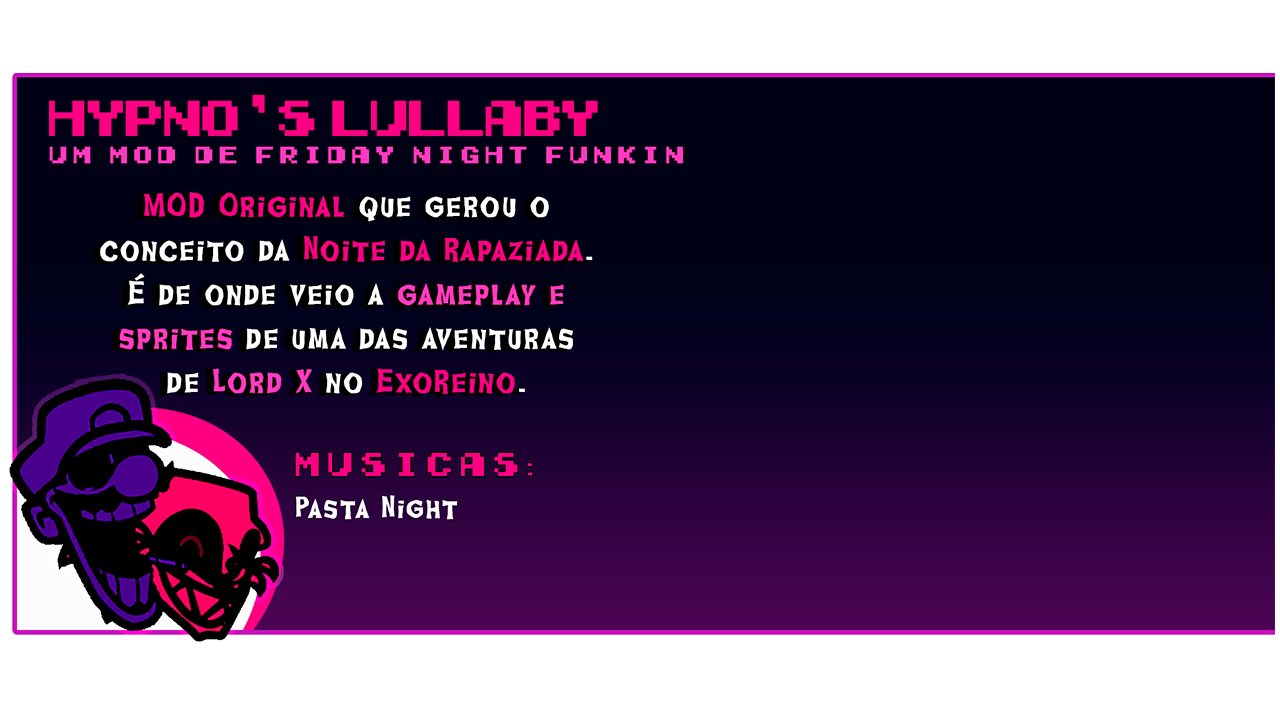 HYPNO'S LULLABY
UM MOD DE FRIDAY NIGHT FUNKIN
MOD ORiGiNAL QUE GEROU O
CONCEiTO DA NOiTE DA RAPAZiADA.
É DE ONDE VEiO A GAMEPLAY E
SPRiTES DE UMA DAS AVENTURAS
DE LORD X NO EXOREiNO.
MUSICAS:
PASTA NiGHT